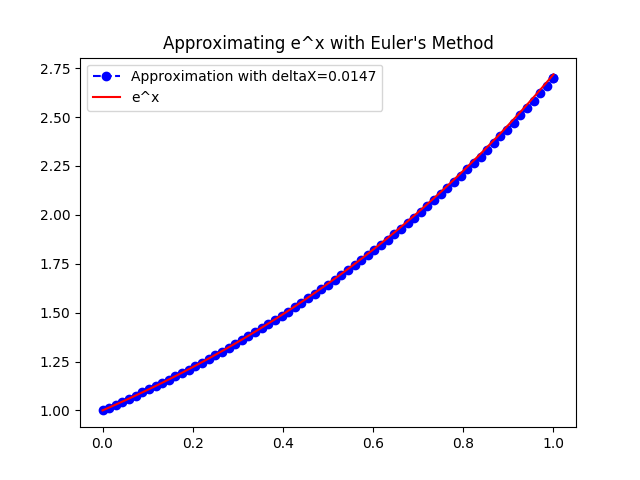 Approximating e^x with Euler's Method
Approximation with deltaX=0.0147
e^x
2.75
2.50
2.25
2.00
1.75
1.50
1.25
1.00
0.0 0.2 0.4 0.6 0.8 1.0